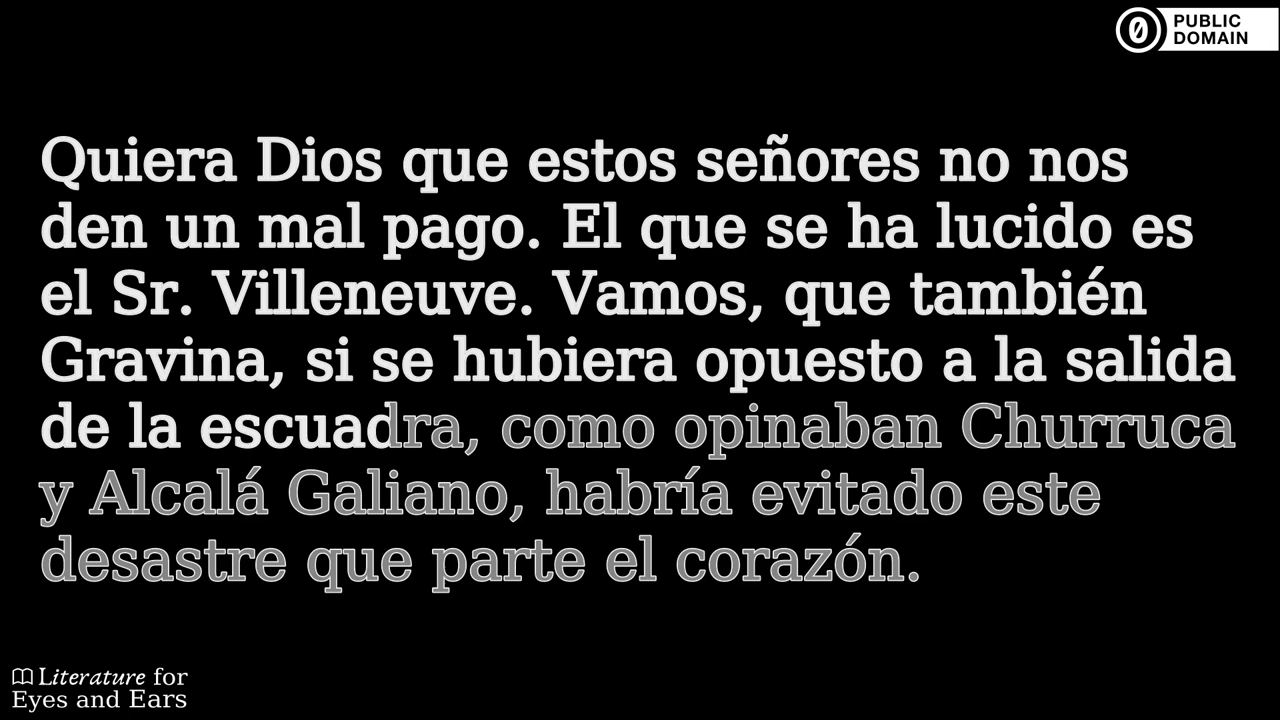 PUBLIC
DOMAIN
Quiera Dios que estos señores no nos
den un mal pago. El que se ha lucido es
el Sr. Villeneuve. Vamos, que también
Gravina, si se hubiera opuesto a la salida
de la escuadra, como opinaban Churruca
y Alcalá Galiano, habría evitado este
desastre que parte el corazón.
Literature for
Eyes and Ears